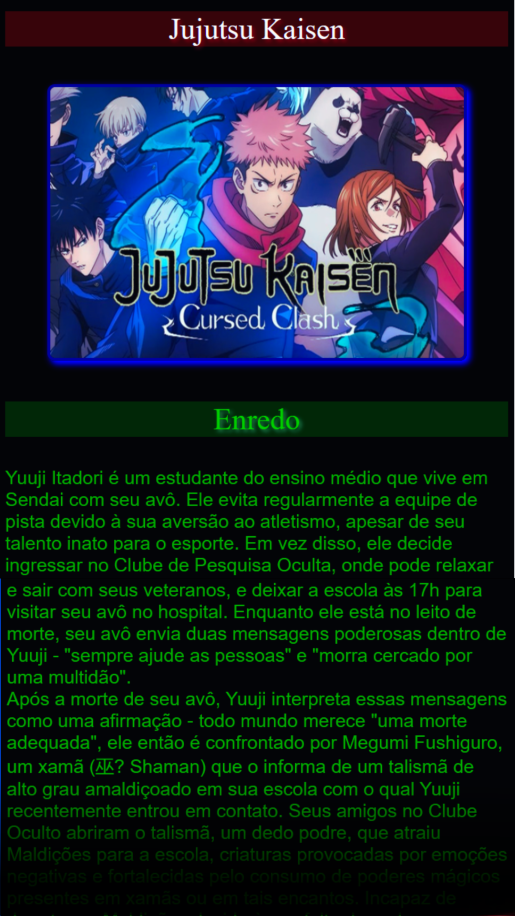 Jujutsu Kaisen
JUJUTSU KAISEN
Cursed Clash
Enredo
Yuuji Itadori é um estudante do ensino médio que vive em
Sendai com seu avô. Ele evita regularmente a equipe de
pista devido à sua aversão ao atletismo, apesar de seu
talento inato para o esporte. Em vez disso, ele decide
ingressar no Clube de Pesquisa Oculta, onde pode relaxar
e sair com seus veteranos, e deixar a escola às 17h para
visitar seu avô no hospital. Enquanto ele está no leito de
morte, seu avô envia duas mensagens poderosas dentro de
Yuuji - "sempre ajude as pessoas" e "morra cercado por
uma multidão".
Após a morte de seu avô, Yuuji interpreta essas mensagens
como uma afirmação - todo mundo merece "uma morte
adequada", ele então é confrontado por Megumi Fushiguro,
um xamã (巫? Shaman) que o informa de um talismã de
alto grau amaldiçoado em sua escola com o qual Yuuji
recentemente entrou em contato. Seus amigos no Clube
Oculto abriram o talismã, um dedo podre, que atraiu
Maldições para a escola, criaturas provocadas por emoções
negativas e fortalecidas pelo consumo de poderes mágicos
presentes em xamãs ou em tais encantos. Incapaz de